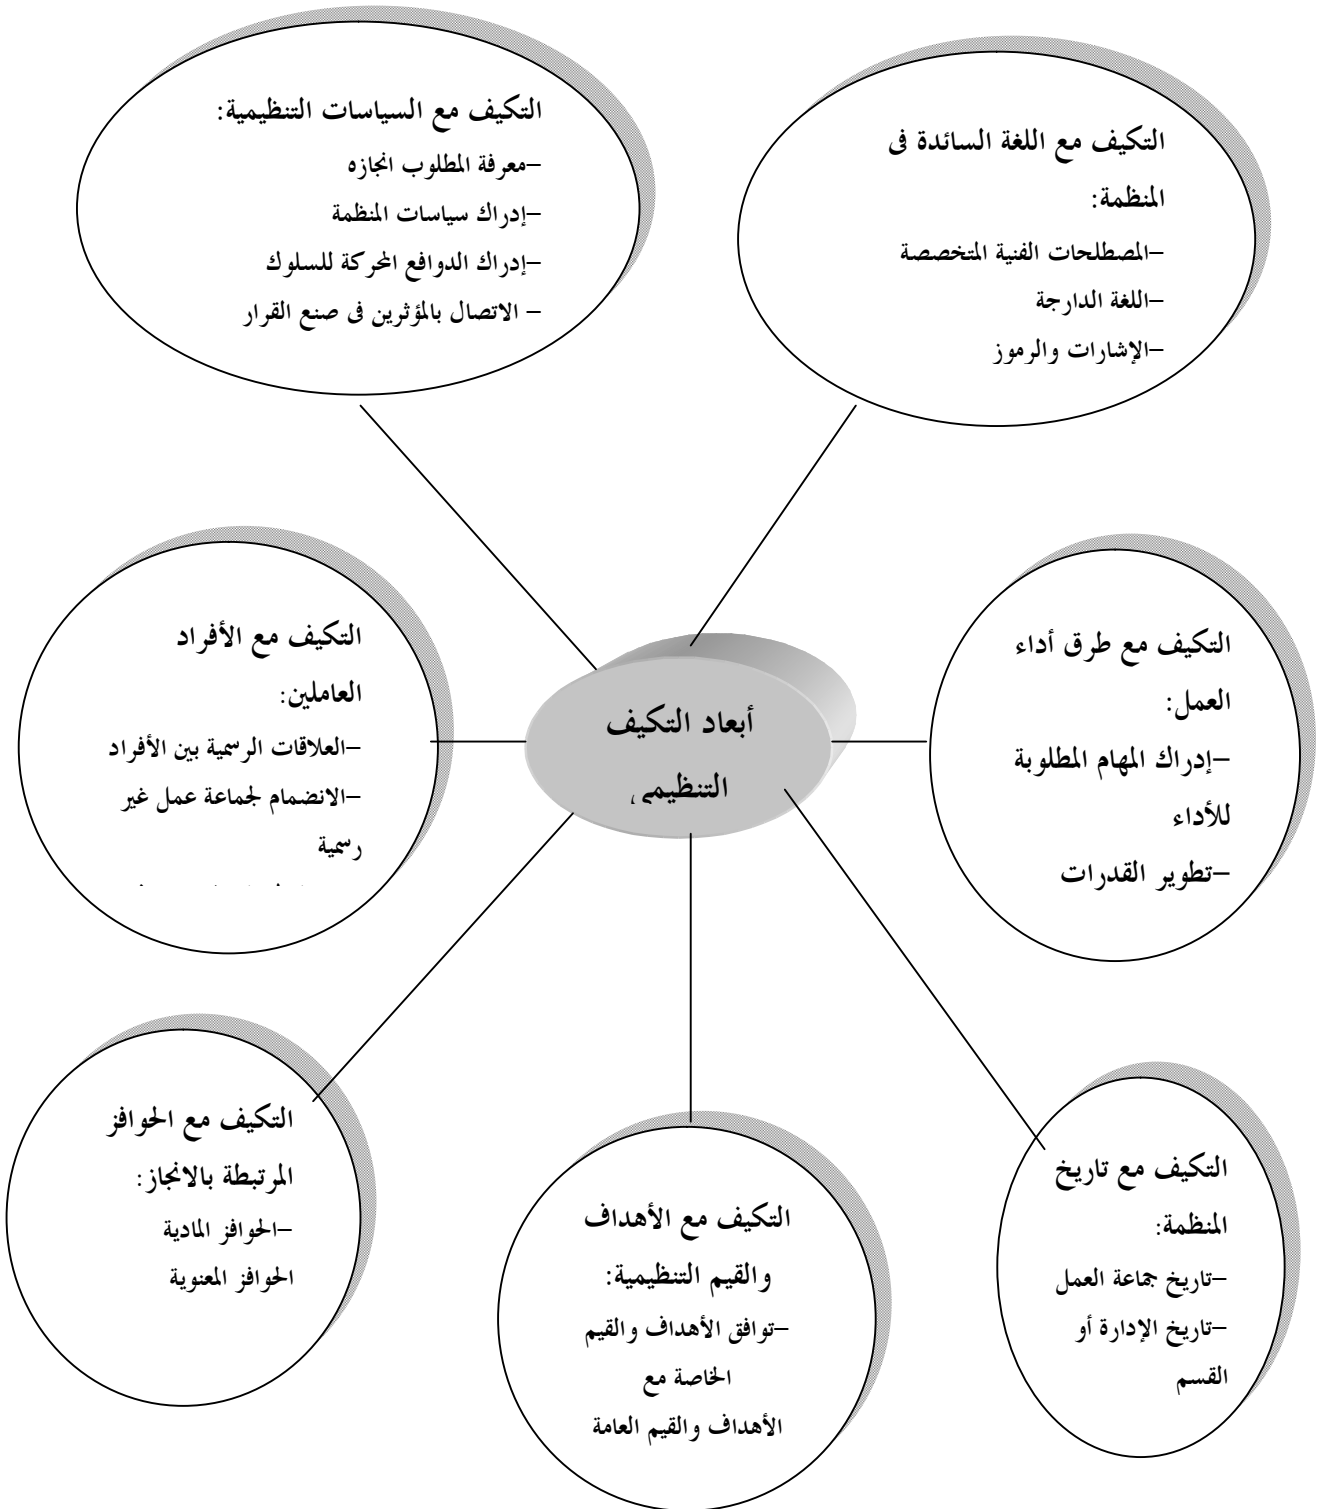 التكيف مع اللغة السائدة فى
المنظمة:
–المصطلحات الفنية المتخصصة
–اللغة الدارجة
–الإشارات والرموز
التكيف مع السياسات التنظيمية:
–معرفة المطلوب انجازه
–إدراك سياسات المنظمة
–إدراك الدوافع المحركة للسلوك
– الاتصال بالمؤثرين فى صنع القرار
التكيف مع طرق أداء
العمل:
–إدراك المهام المطلوبة
للأداء
–تطوير القدرات
أبعاد التكيف
التنظيمى
التكيف مع الأفراد
العاملين:
–العلاقات الرسمية بين الأفراد
–الانضمام لجماعة عمل غير
رسمية
التكيف مع تاريخ
المنظمة:
–تاريخ جماعة العمل
–تاريخ الإدارة أو
القسم
التكيف مع الأهداف
والقيم التنظيمية:
–توافق الأهداف والقيم
الخاصة مع
الأهداف والقيم العامة
التكيف مع الحوافز
المرتبطة بالانجاز:
–الحوافز المادية
الحوافز المعنوية